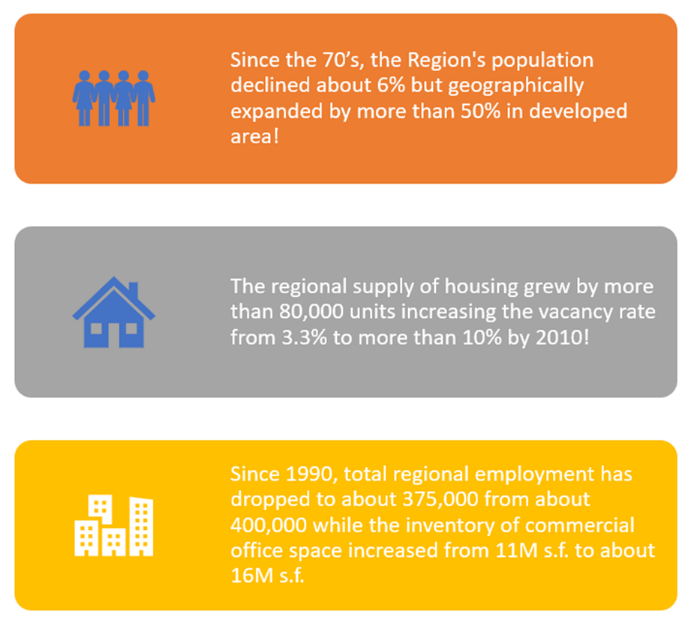 Since the 70’s, the Region's population
declined about 6% but geographically
expanded by more than 50% in developed
area!
The regional supply of housing grew by more
than 80,000 units increasing the vacancy rate
from 3.3% to more than 10% by 2010!
Since 1990, total regional employment has
dropped to about 375,000 from about
400,000 while the inventory of commercial
office space increased from 11M s.f. to about
16M s.f.